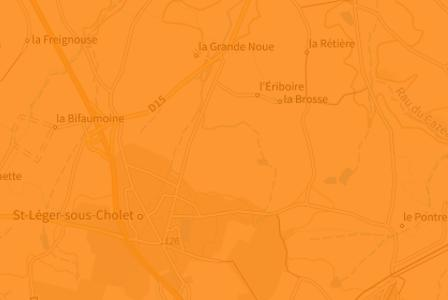 la Freignouse
la Grande Noue
la Rétière
l'Ériboire
la Brosse
D15
la Bifaumoine
St-Léger-sous-Cholet
le Pontre
126